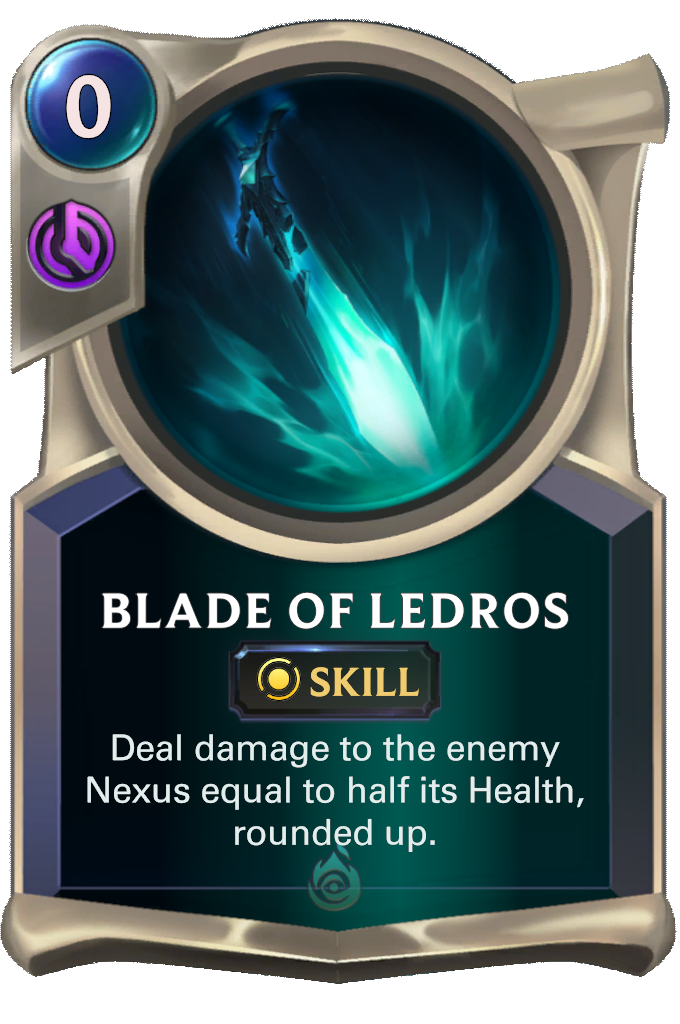 0
BLADE OF LEDROS
SKILL
Deal damage to the enemy
Nexus equal to half its Health,
rounded up.